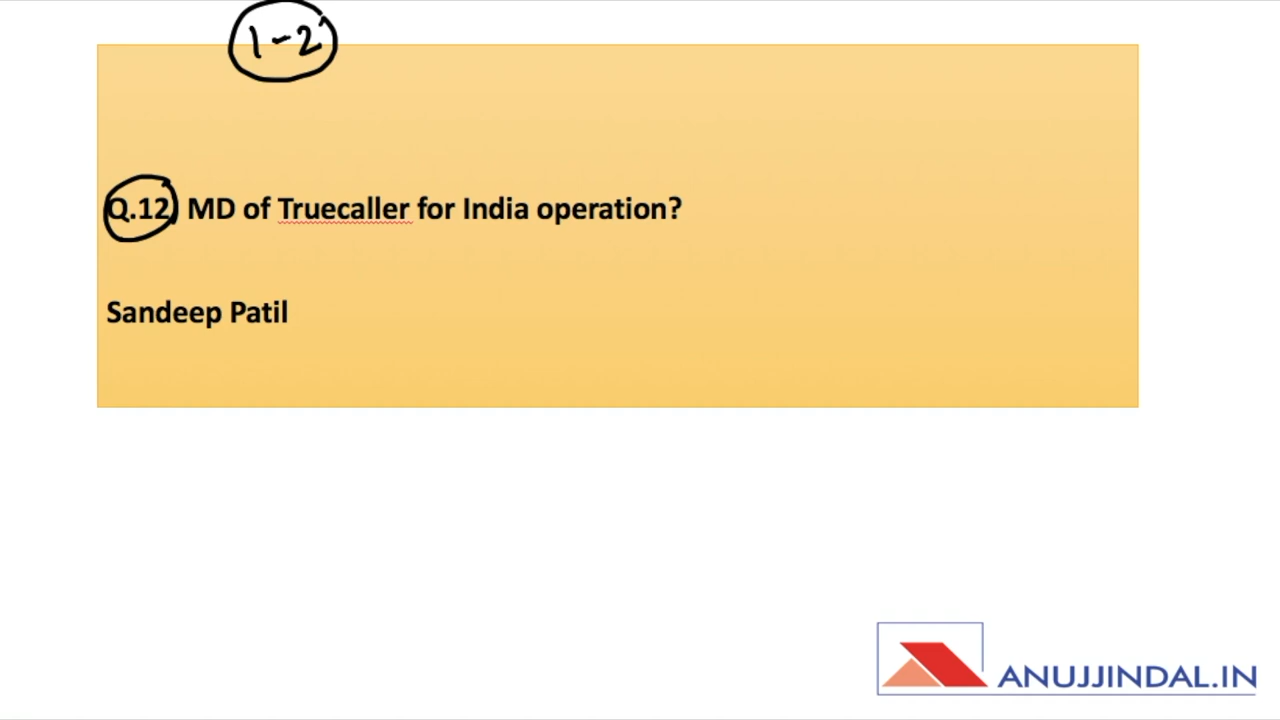 1-2
Q.12) MD of Truecaller for India operation?
Sandeep Patil
ANUJJINDAL.IN